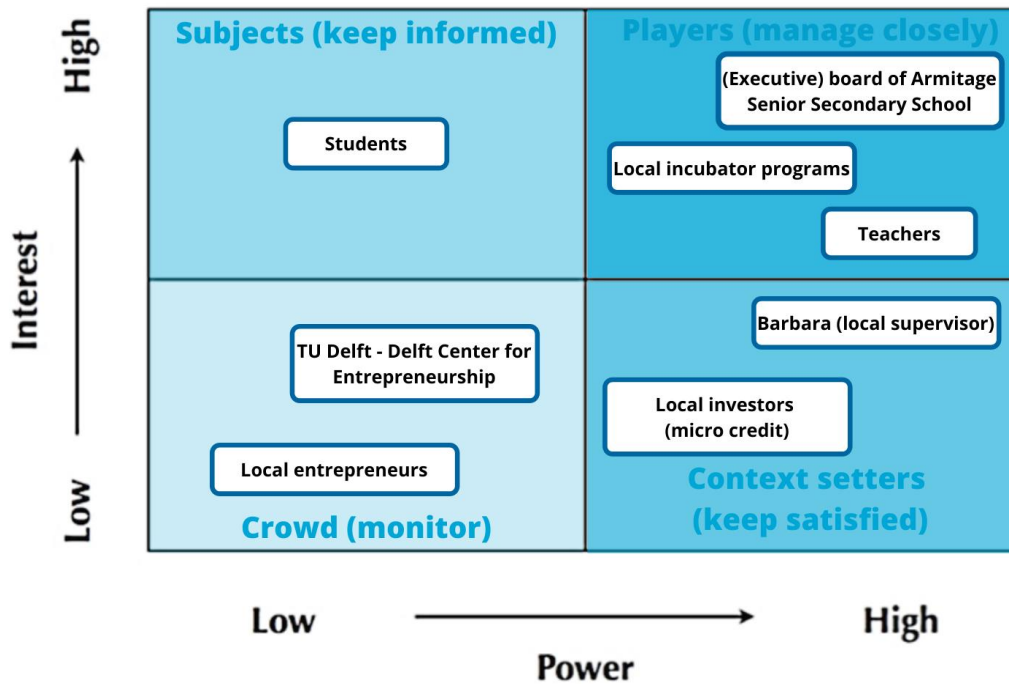 High
Subjects (keep informed)
Players (manage closely)
(Executive) board of Armitage
Senior Secondary School
Students
Local incubator programs
Teachers
Interest
Barbara (local supervisor)
TU Delft - Delft Center for
Entrepreneurship
Local investors
(micro credit)
Local entrepreneurs
Low
Context setters
(keep satisfied)
Crowd (monitor)
Low
High
Power